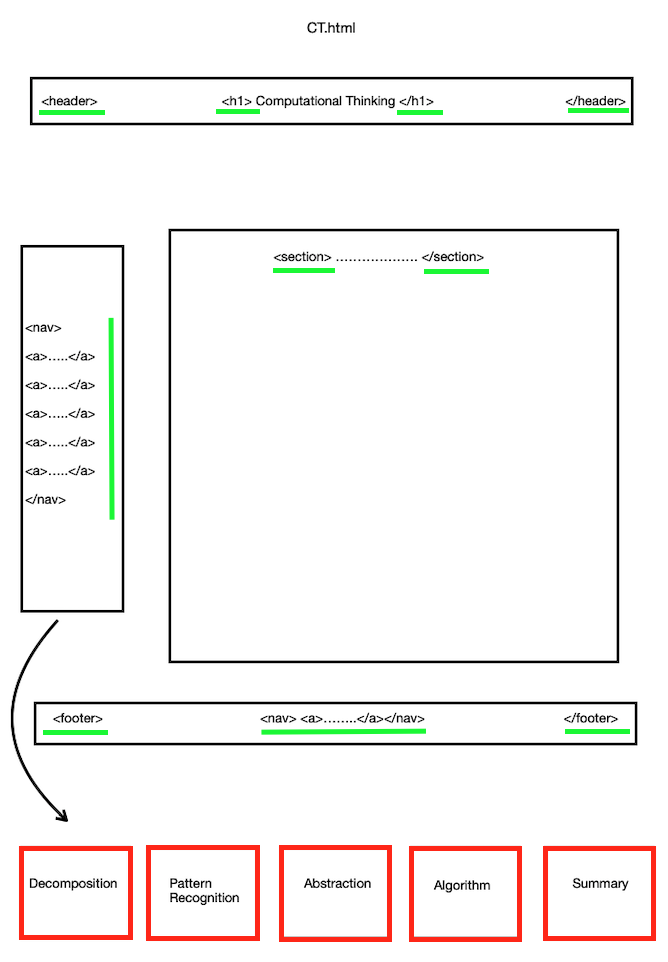 CT.html
<header> <h1> Computational Thinking </h1> </header>
<section> ................... </section>
<nav>
<a>.....</a>
<a>.....</a>
<a>.....</a>
<a>.....</a>
<a>.....</a>
</nav>
<footer> <nav> <a>........</a></nav> </footer>
Decomposition
Pattern
Recognition
Abstraction
Algorithm
Summary